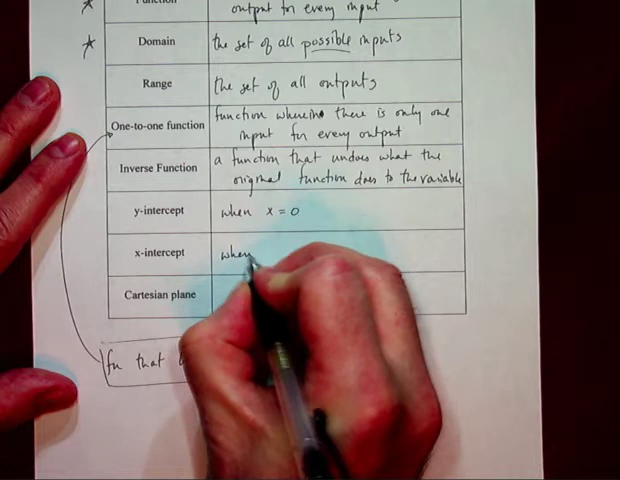 Function
output for every input
Domain
the set of all possible inputs
Range
the set of all outputs
One-to-one function
function wherein there is only one
input for every output
Inverse Function
a function that undoes what the
original function does to the variable
y-intercept
when x = 0
x-intercept
when
Cartesian plane
fn that